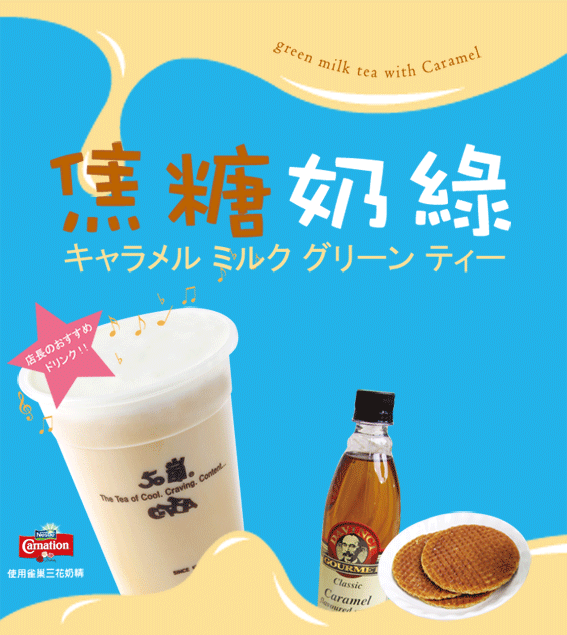 green milk tea with Caramel
焦糖奶綠
キャラメル ミルク グリーン ティー
店長のおすすめ
ドリンク!!
50嵐。
The Tea of Cool. Craving. Content..
SINCE
DAVINCI
GOURMET
Classic
Caramel
Nestlé
Carnation
使用雀巢三花奶精